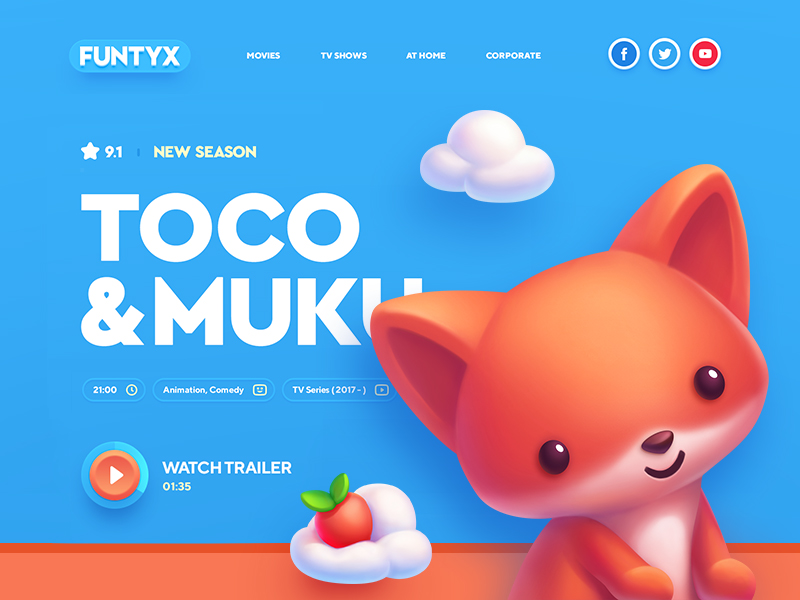 FUNTYX
MOVIES
TV SHOWS
AT HOME
CORPORATE
f
9.1
NEW SEASON
TOCO
&MUKU
21:00
Animation, Comedy
TV Series ( 2017 - )
WATCH TRAILER
01:35